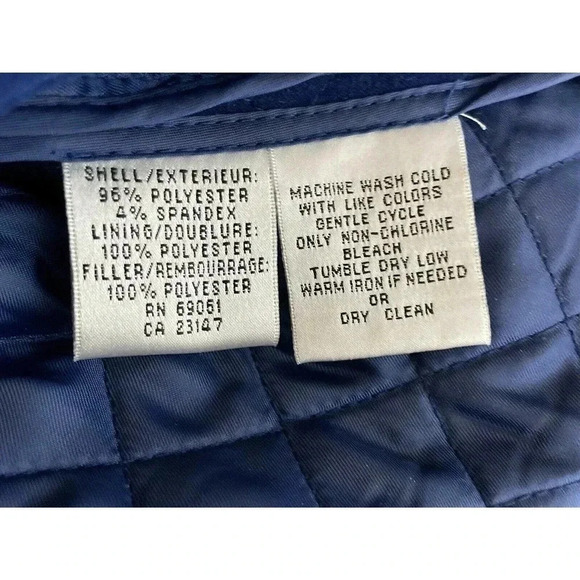 SHELL/EXTERIEUR:
96% POLYESTER
4% SPANDEX
LINING/DOUBLURE:
100% POLYESTER
FILLER/REMBOURRAGE:
100% POLYESTER
RN 69061
CA 23147
MACHINE WASH COLD
WITH LIKE COLORS
GENTLE CYCLE
ONLY NON-CHLORINE
BLEACH
TUMBLE DRY LOW
WARM IRON IF NEEDED
OR
DRY CLEAN